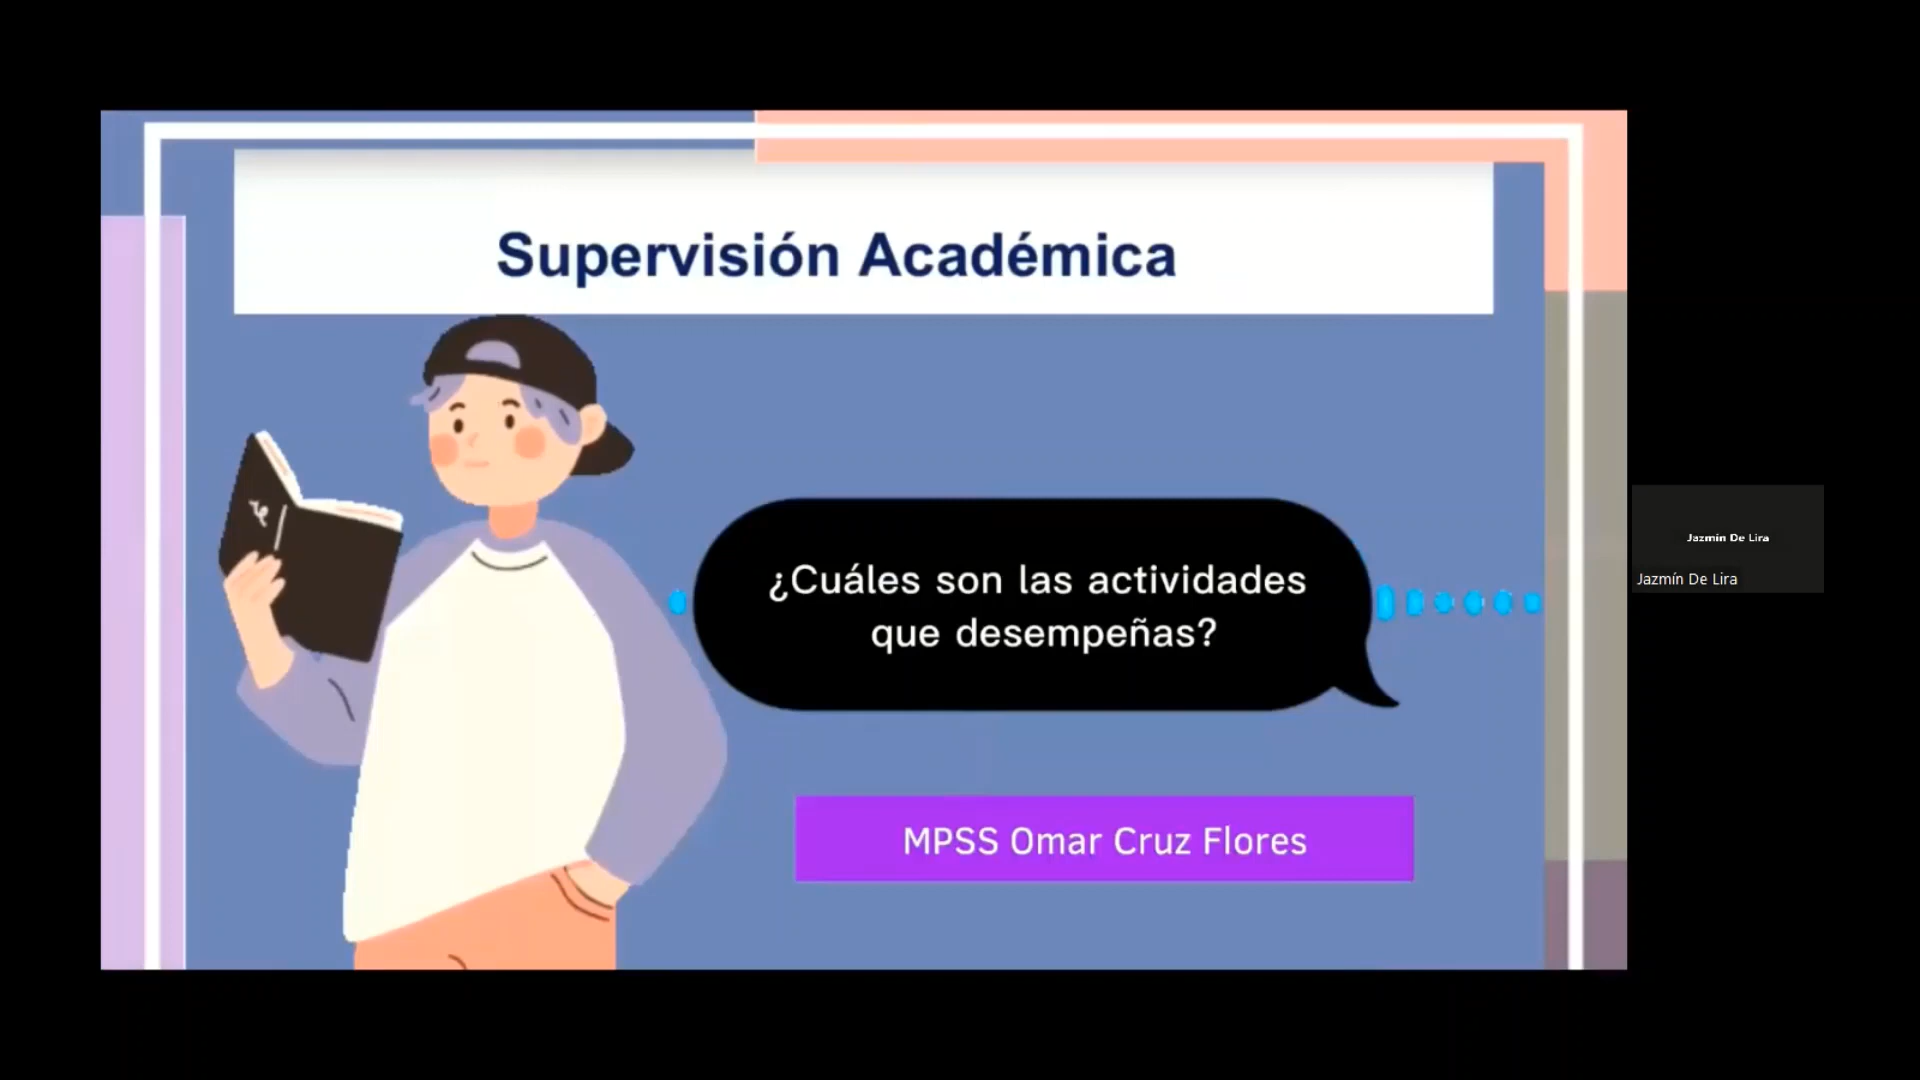 Supervisión Académica
¿Cuáles son las actividades
que desempeñas?
MPSS Omar Cruz Flores
Jazmín De Lira
Jazmín De Lira